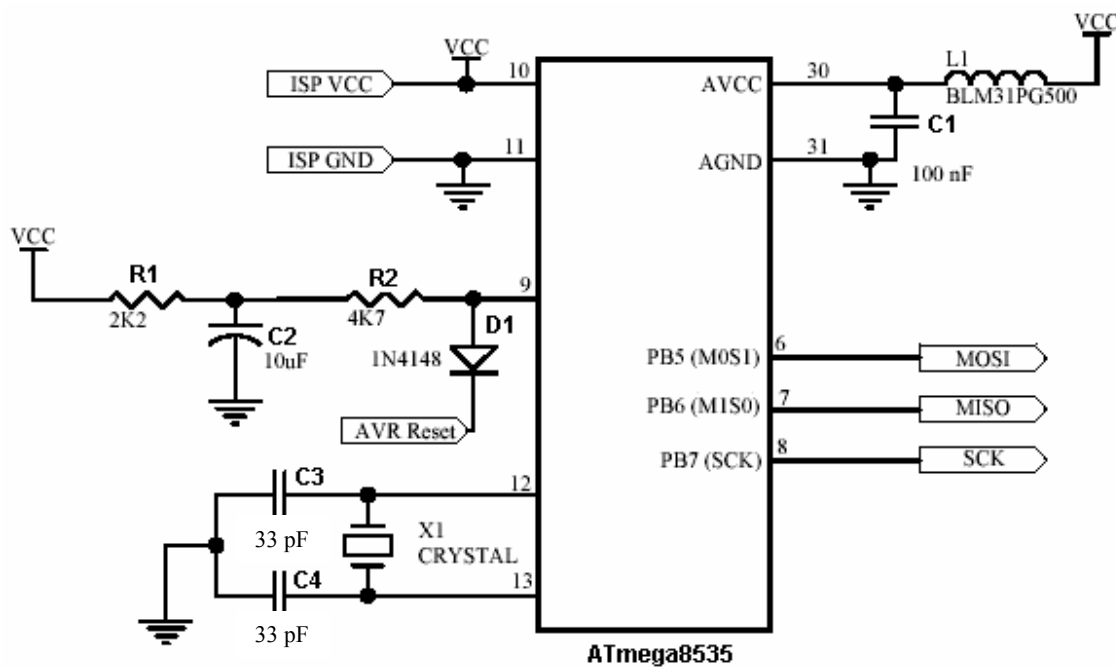 VCC
ISP VCC
10
AVCC
30
L1
BLM31PG500
VCC
C1
100 nF
ISP GND
11
AGND
31
VCC
R1
2K2
C2
10uF
R2
4K7
9
D1
1N4148
AVR Reset
PB5 (M0S1)
6
MOSI
PB6 (M1S0)
7
MISO
PB7 (SCK)
8
SCK
C3
33 pF
12
X1
CRYSTAL
C4
33 pF
13
ATmega8535